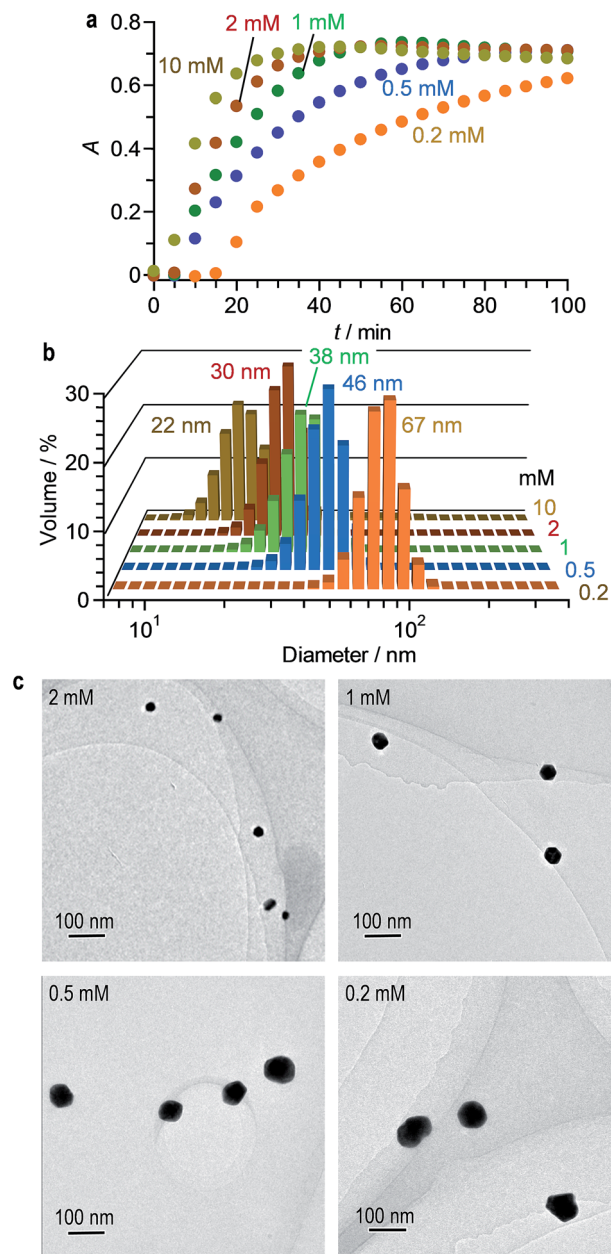 a
0.8
0.6
0.4
0.2
0
A
10 mM
2 mM
1 mM
0.5 mM
0.2 mM
0 20 40 60 80 100
t / min
b
30
20
10
0
Volume / %
22 nm
30 nm
38 nm
46 nm
67 nm
mM
10
2
1
0.5
0.2
10¹ 10²
Diameter / nm
c
2 mM
100 nm
1 mM
100 nm
0.5 mM
100 nm
0.2 mM
100 nm